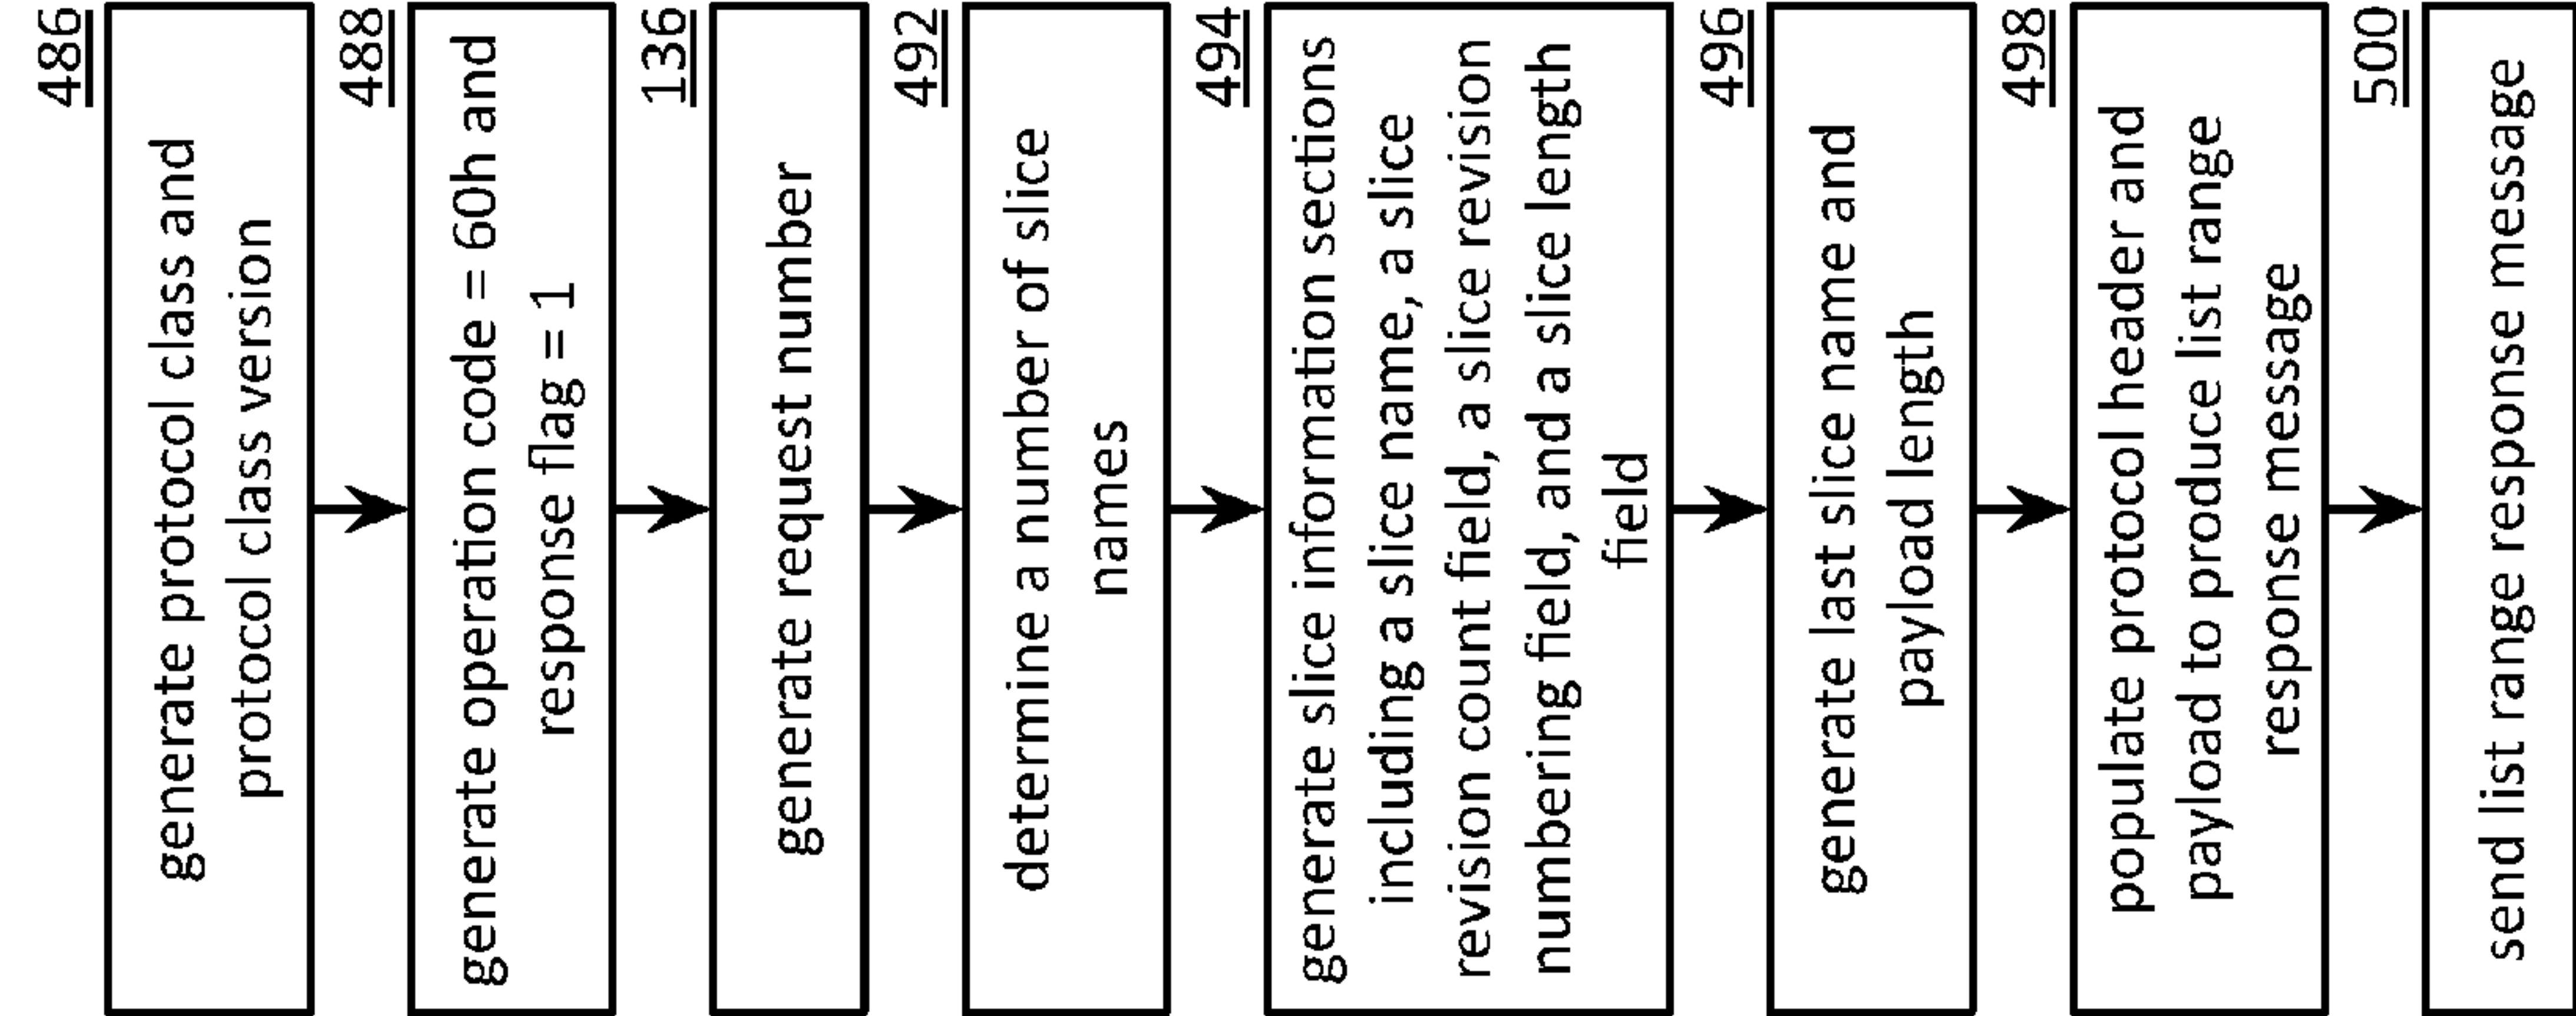 486
generate protocol class and
protocol class version
488
generate operation code = 60h and
response flag = 1
136
generate request number
492
determine a number of slice
names
494
generate slice information sections
including a slice name, a slice
revision count field, a slice revision
numbering field, and a slice length
field
496
generate last slice name and
payload length
498
populate protocol header and
payload to produce list range
response message
500
send list range response message